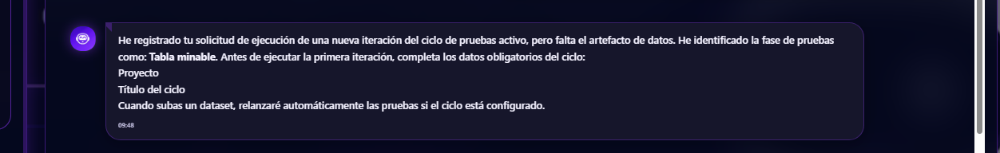 He registrado tu solicitud de ejecución de una nueva iteración del ciclo de pruebas activo, pero falta el artefacto de datos. He identificado la fase de pruebas
como: Tabla minable. Antes de ejecutar la primera iteración, completa los datos obligatorios del ciclo:
Proyecto
Título del ciclo
Cuando subas un dataset, relanzaré automáticamente las pruebas si el ciclo está configurado.
09:48